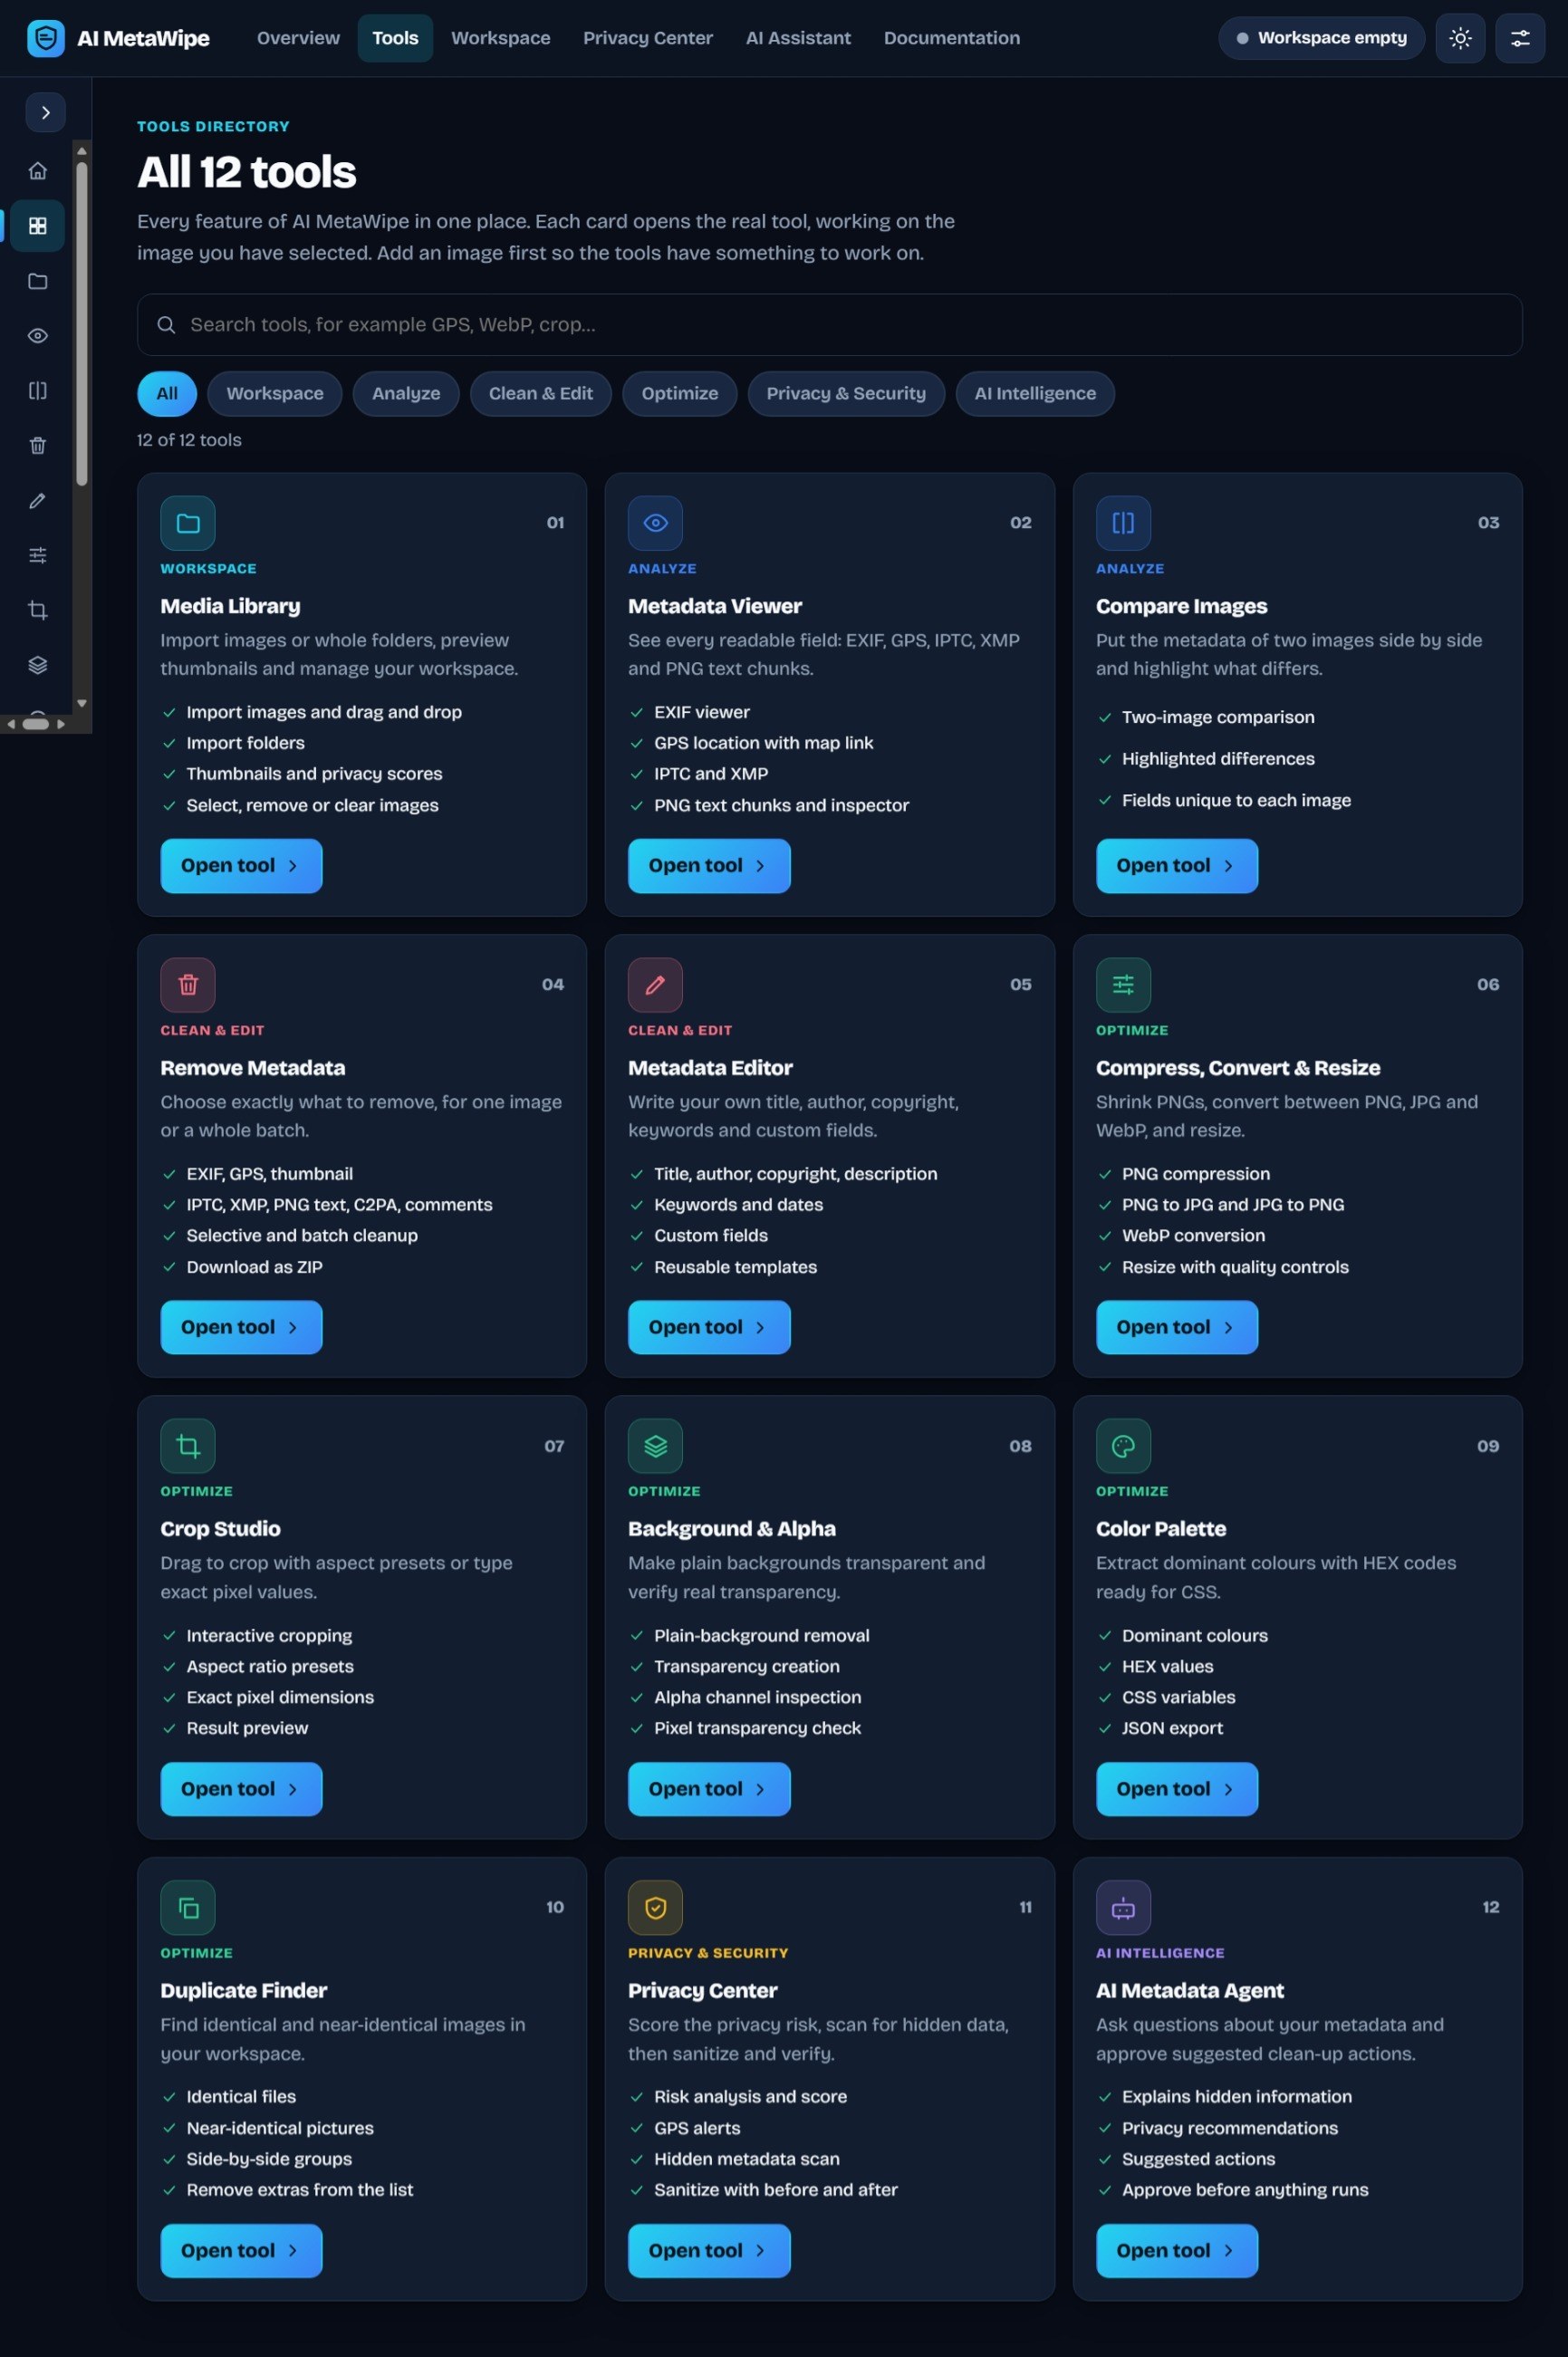 AI MetaWipe
Overview
Tools
Workspace
Privacy Center
AI Assistant
Documentation
Workspace empty
TOOLS DIRECTORY
All 12 tools
Every feature of AI MetaWipe in one place. Each card opens the real tool, working on the
image you have selected. Add an image first so the tools have something to work on.
Search tools, for example GPS, WebP, crop...
All
Workspace
Analyze
Clean & Edit
Optimize
Privacy & Security
AI Intelligence
12 of 12 tools
01
WORKSPACE
Media Library
Import images or whole folders, preview
thumbnails and manage your workspace.
Import images and drag and drop
Import folders
Thumbnails and privacy scores
Select, remove or clear images
Open tool
02
ANALYZE
Metadata Viewer
See every readable field: EXIF, GPS, IPTC, XMP
and PNG text chunks.
EXIF viewer
GPS location with map link
IPTC and XMP
PNG text chunks and inspector
Open tool
03
ANALYZE
Compare Images
Put the metadata of two images side by side
and highlight what differs.
Two-image comparison
Highlighted differences
Fields unique to each image
Open tool
04
CLEAN & EDIT
Remove Metadata
Choose exactly what to remove, for one image
or a whole batch.
EXIF, GPS, thumbnail
IPTC, XMP, PNG text, C2PA, comments
Selective and batch cleanup
Download as ZIP
Open tool
05
CLEAN & EDIT
Metadata Editor
Write your own title, author, copyright,
keywords and custom fields.
Title, author, copyright, description
Keywords and dates
Custom fields
Reusable templates
Open tool
06
OPTIMIZE
Compress, Convert & Resize
Shrink PNGs, convert between PNG, JPG and
WebP, and resize.
PNG compression
PNG to JPG and JPG to PNG
WebP conversion
Resize with quality controls
Open tool
07
OPTIMIZE
Crop Studio
Drag to crop with aspect presets or type
exact pixel values.
Interactive cropping
Aspect ratio presets
Exact pixel dimensions
Result preview
Open tool
08
OPTIMIZE
Background & Alpha
Make plain backgrounds transparent and
verify real transparency.
Plain-background removal
Transparency creation
Alpha channel inspection
Pixel transparency check
Open tool
09
OPTIMIZE
Color Palette
Extract dominant colours with HEX codes
ready for CSS.
Dominant colours
HEX values
CSS variables
JSON export
Open tool
10
OPTIMIZE
Duplicate Finder
Find identical and near-identical images in
your workspace.
Identical files
Near-identical pictures
Side-by-side groups
Remove extras from the list
Open tool
11
PRIVACY & SECURITY
Privacy Center
Score the privacy risk, scan for hidden data,
then sanitize and verify.
Risk analysis and score
GPS alerts
Hidden metadata scan
Sanitize with before and after
Open tool
12
AI INTELLIGENCE
AI Metadata Agent
Ask questions about your metadata and
approve suggested clean-up actions.
Explains hidden information
Privacy recommendations
Suggested actions
Approve before anything runs
Open tool